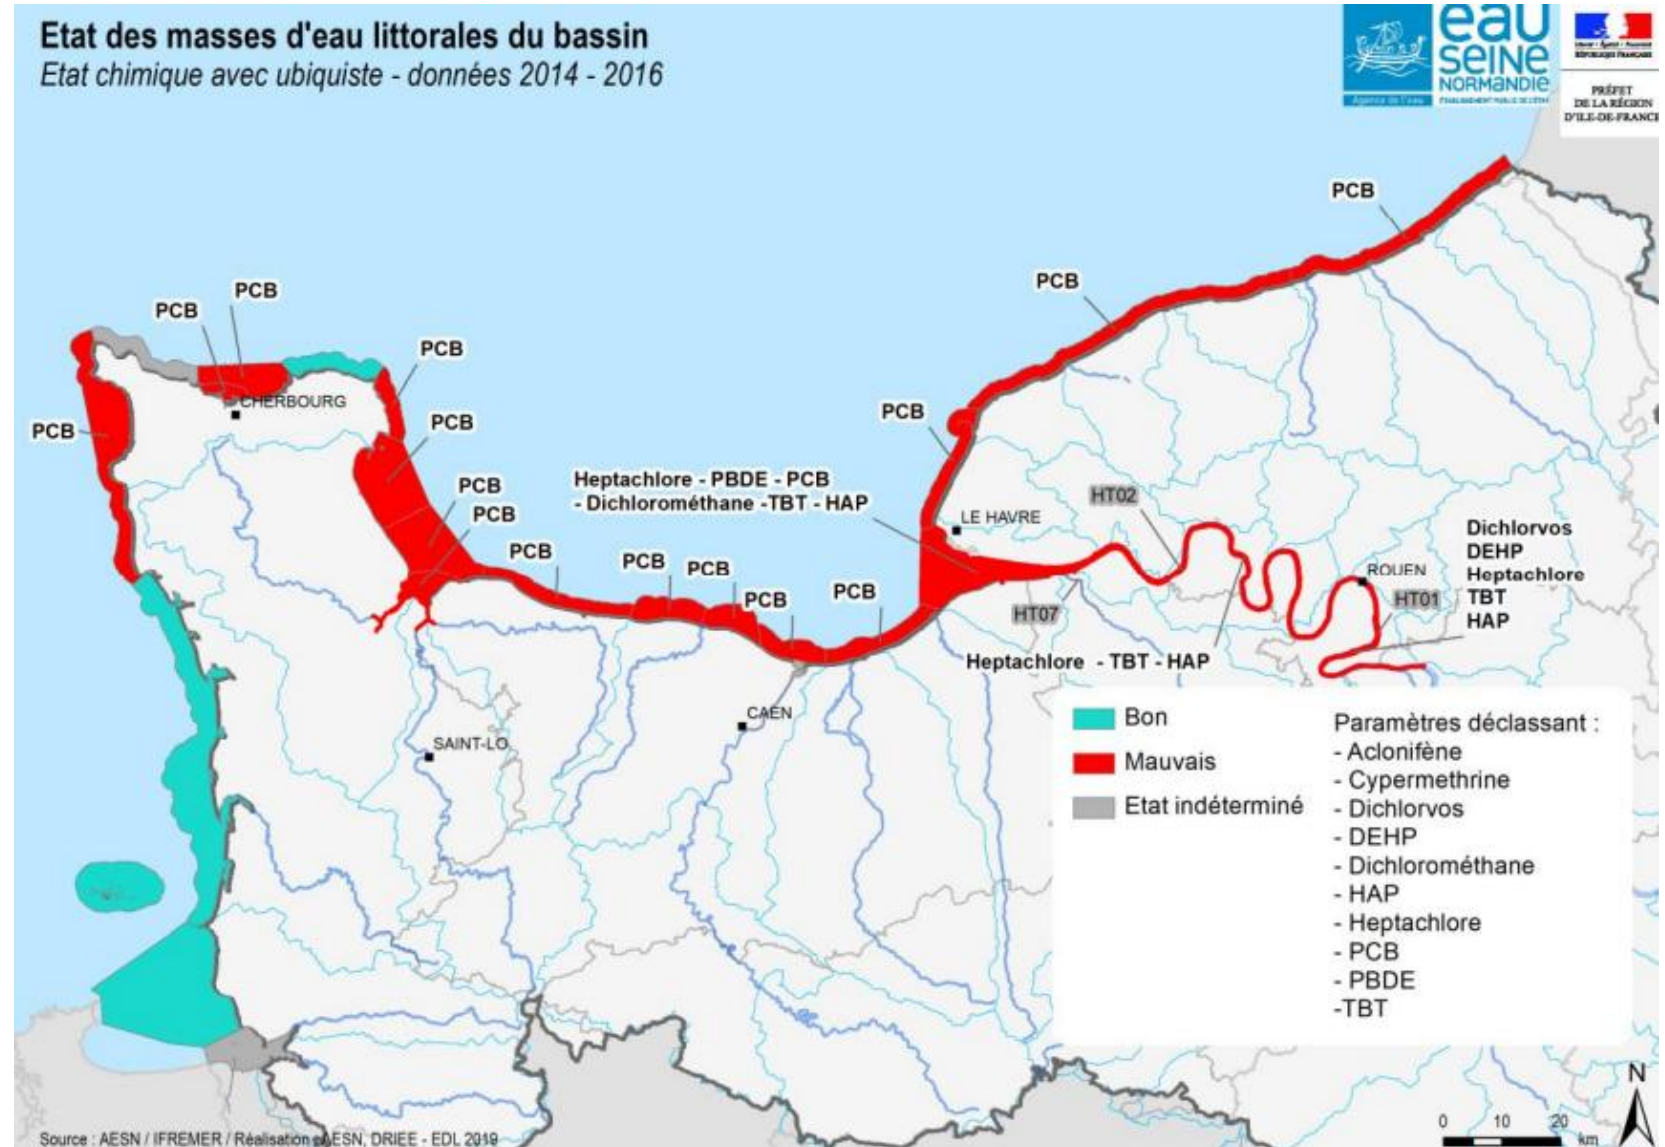 Etat des masses d'eau littorales du bassin
Etat chimique avec ubiquiste - données 2014 - 2016
eau
SEINE
NORMANDIE
Agence de l'eau
PRÉFET
DE LA RÉGION
D'ILE-DE-FRANCE
PCB
PCB
PCB
PCB
PCB
CHERBOURG
PCB
PCB
PCB
PCB
PCB
Heptachlore - PBDE - PCB
- Dichlorométhane -TBT - HAP
LE HAVRE
HT02
PCB
PCB
PCB
PCB
PCB
HT07
Heptachlore - TBT - HAP
ROUEN
HT01
Dichlorvos
DEHP
Heptachlore
TBT
HAP
CAEN
SAINT-LO
Bon
Mauvais
Etat indéterminé
Paramètres déclassant :
- Aclonifène
- Cypermethrine
- Dichlorvos
- DEHP
- Dichlorométhane
- HAP
- Heptachlore
- PCB
- PBDE
-TBT
N
0 10 20
km
Source : AESN / IFREMER / Réalisation : AESN, DRIEE - EDL 2019